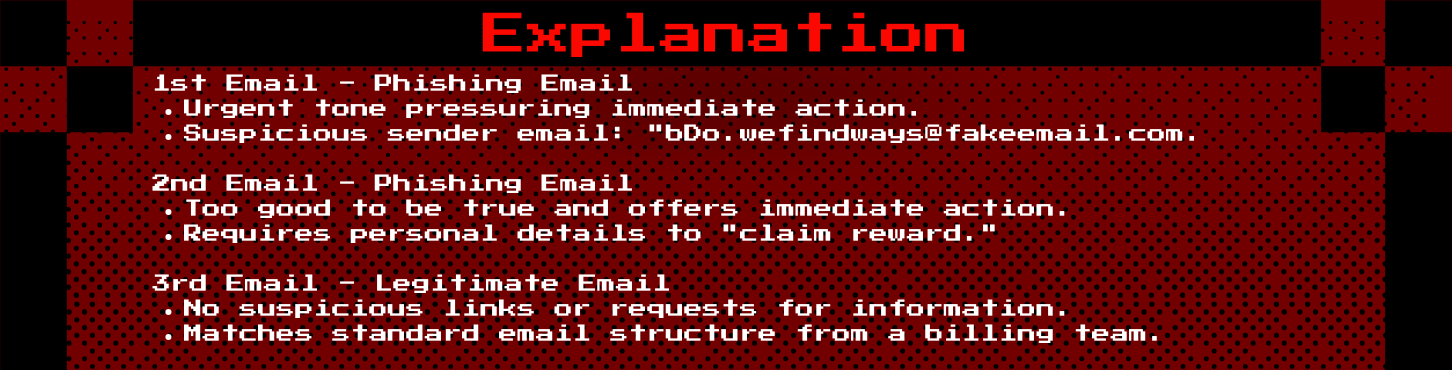 Explanation
1st Email - Phishing Email
•Urgent tone pressuring immediate action.
•Suspicious sender email: "bDo.wefindways@fakeemail.com.
2nd Email - Phishing Email
•Too good to be true and offers immediate action.
•Requires personal details to "claim reward."
3rd Email - Legitimate Email
•No suspicious links or requests for information.
•Matches standard email structure from a billing team.